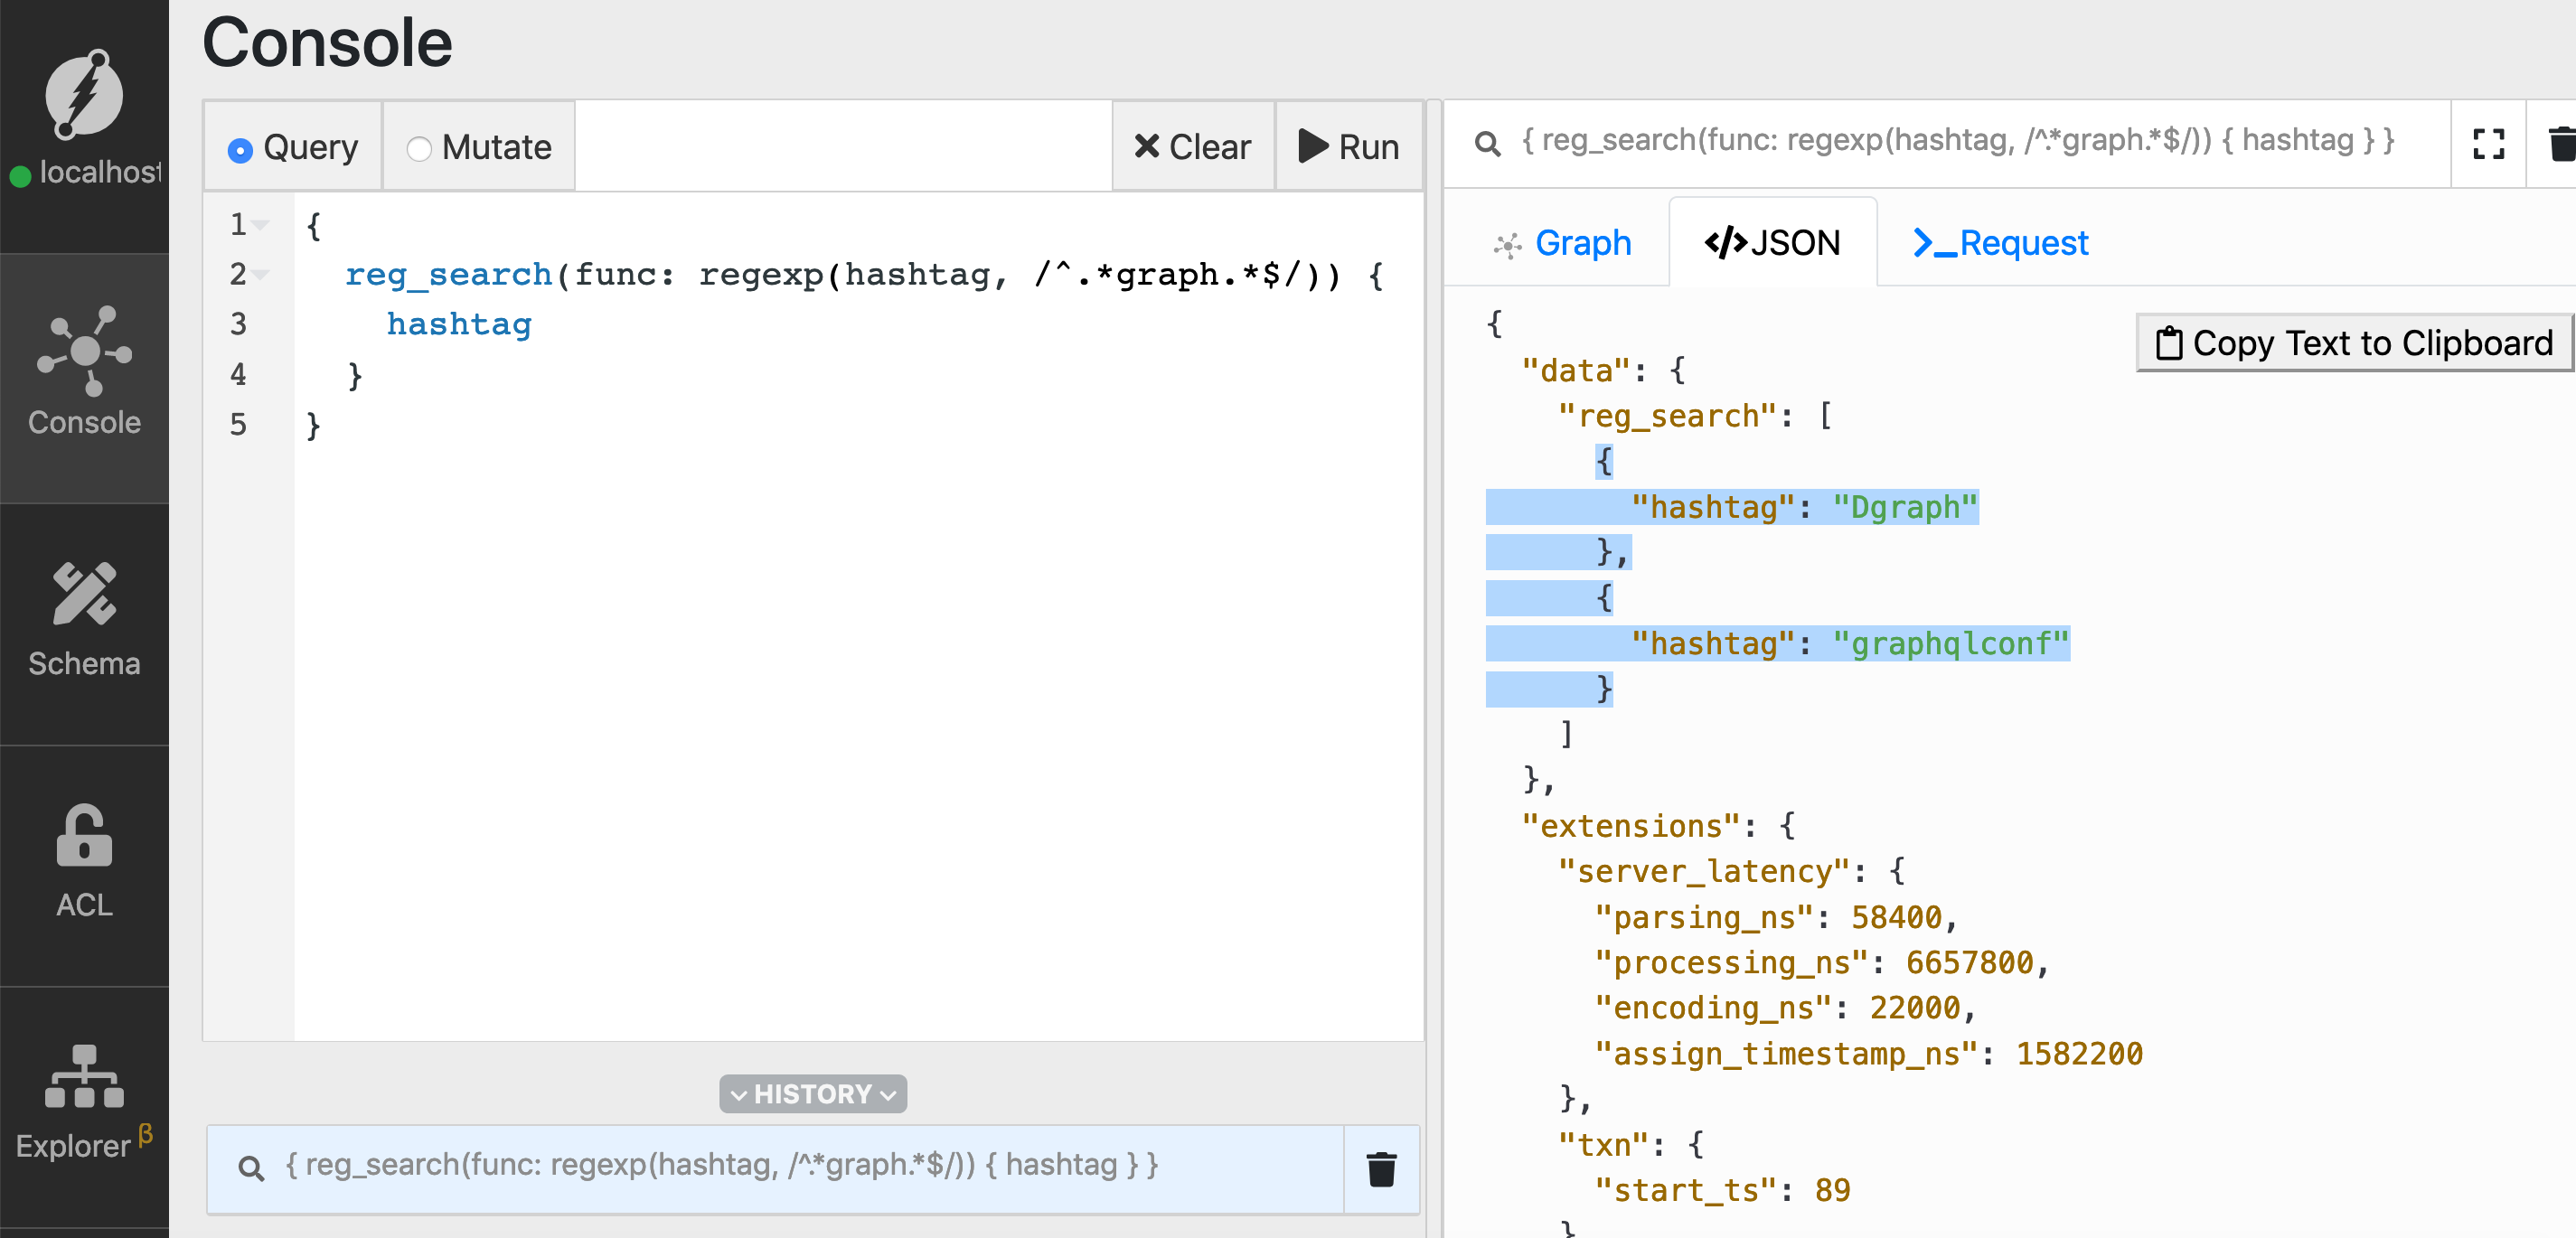 Console
localhost
Console
Schema
ACL
Explorer β
Query
Mutate
Clear
Run
1 {
2 reg_search(func: regexp(hashtag, /^.*graph.*$/)) {
3 hashtag
4 }
5 }
HISTORY
{ reg_search(func: regexp(hashtag, /^.*graph.*$/)) { hashtag } }
{ reg_search(func: regexp(hashtag, /^.*graph.*$/)) { hashtag } }
Graph
</>JSON
>_Request
Copy Text to Clipboard
{
"data": {
"reg_search": [
{
"hashtag": "Dgraph"
},
{
"hashtag": "graphqlconf"
}
]
},
"extensions": {
"server_latency": {
"parsing_ns": 58400,
"processing_ns": 6657800,
"encoding_ns": 22000,
"assign_timestamp_ns": 1582200
},
"txn": {
"start_ts": 89
}